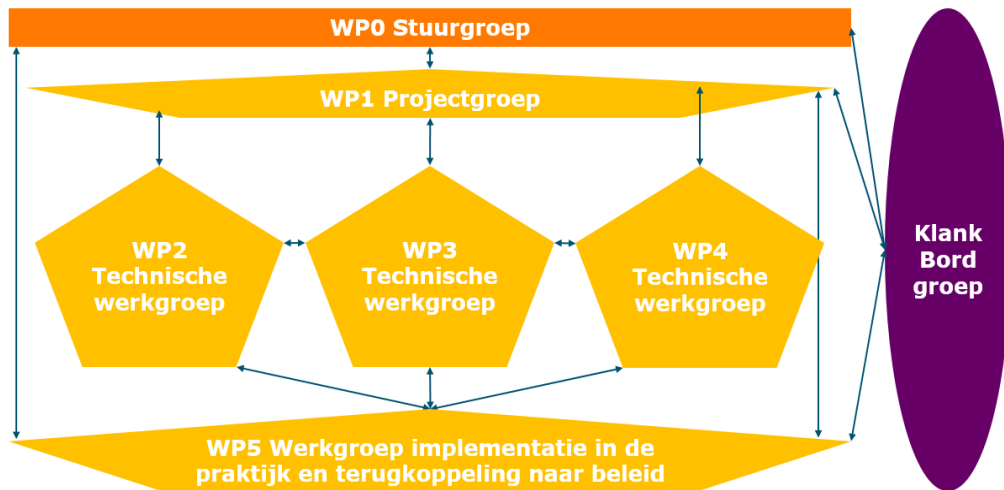 WP0 Stuurgroep
WP1 Projectgroep
WP2
Technische
werkgroep
WP3
Technische
werkgroep
WP4
Technische
werkgroep
Klank
Bord
groep
WP5 Werkgroep implementatie in de
praktijk en terugkoppeling naar beleid